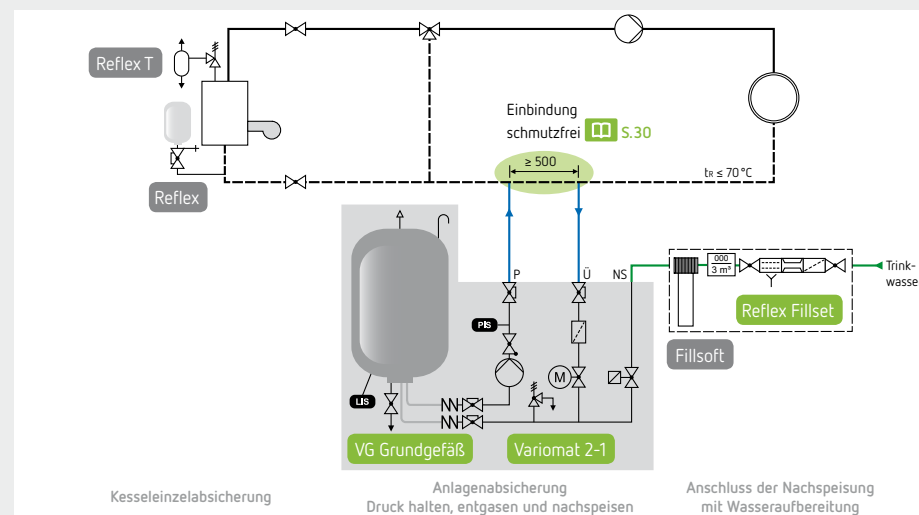 Reflex T
Reflex
Einbindung
schmutzfrei S.30
≥ 500
tR ≤ 70°C
P
Ü
NS
000
3 m³
Trink-
wasser
Reflex Fillset
Fillsoft
PIS
M
LIS
VG Grundgefäß
Variomat 2-1
Kesseleinzelabsicherung
Anlagenabsicherung
Druck halten, entgasen und nachspeisen
Anschluss der Nachspeisung
mit Wasseraufbereitung